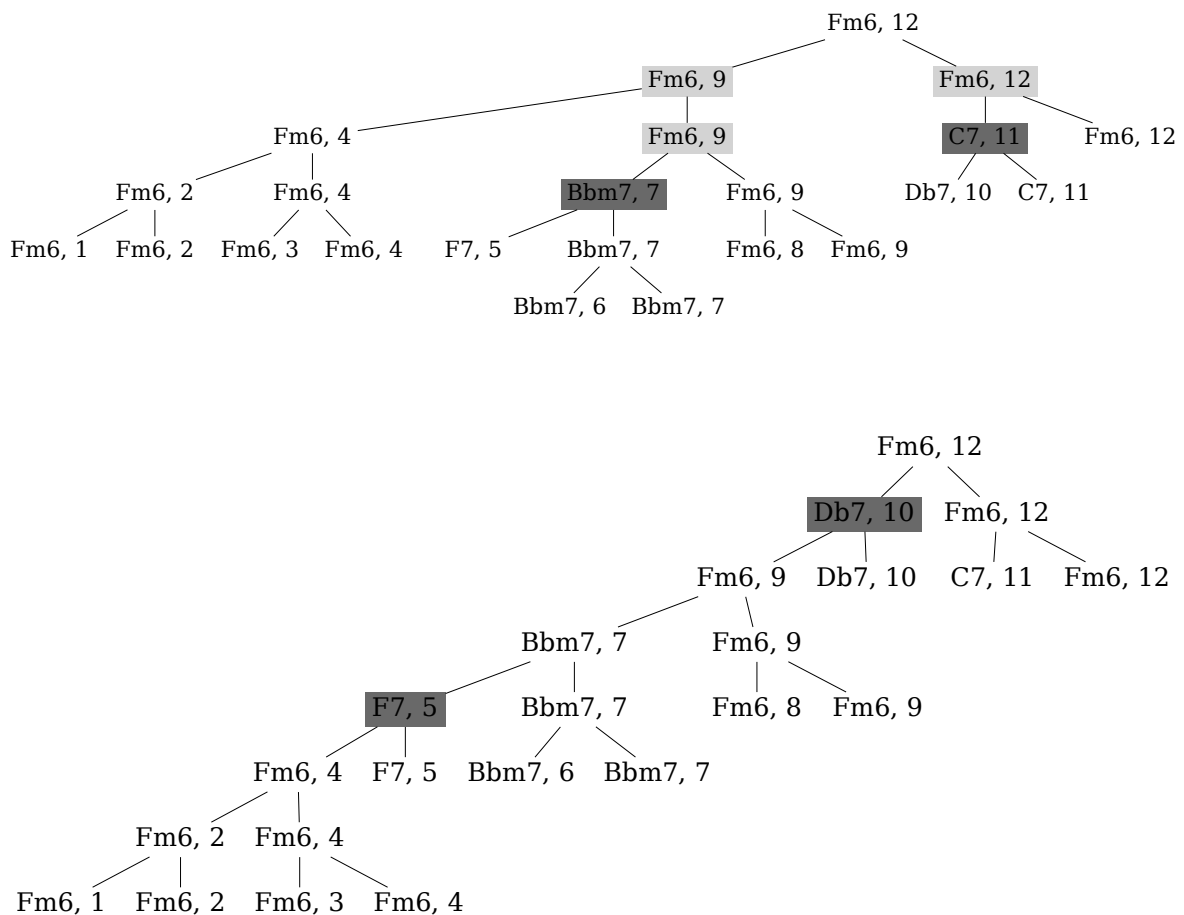 Fm6, 12
Fm6, 9 Fm6, 12
Fm6, 4 Fm6, 9 C7, 11 Fm6, 12
Fm6, 2 Fm6, 4 Bbm7, 7 Fm6, 9 Db7, 10 C7, 11
Fm6, 1 Fm6, 2 Fm6, 3 Fm6, 4 F7, 5 Bbm7, 7 Fm6, 8 Fm6, 9
Bbm7, 6 Bbm7, 7
Fm6, 12
Db7, 10 Fm6, 12
Fm6, 9 Db7, 10 C7, 11 Fm6, 12
Bbm7, 7 Fm6, 9
F7, 5 Bbm7, 7 Fm6, 8 Fm6, 9
Fm6, 4 F7, 5 Bbm7, 6 Bbm7, 7
Fm6, 2 Fm6, 4
Fm6, 1 Fm6, 2 Fm6, 3 Fm6, 4